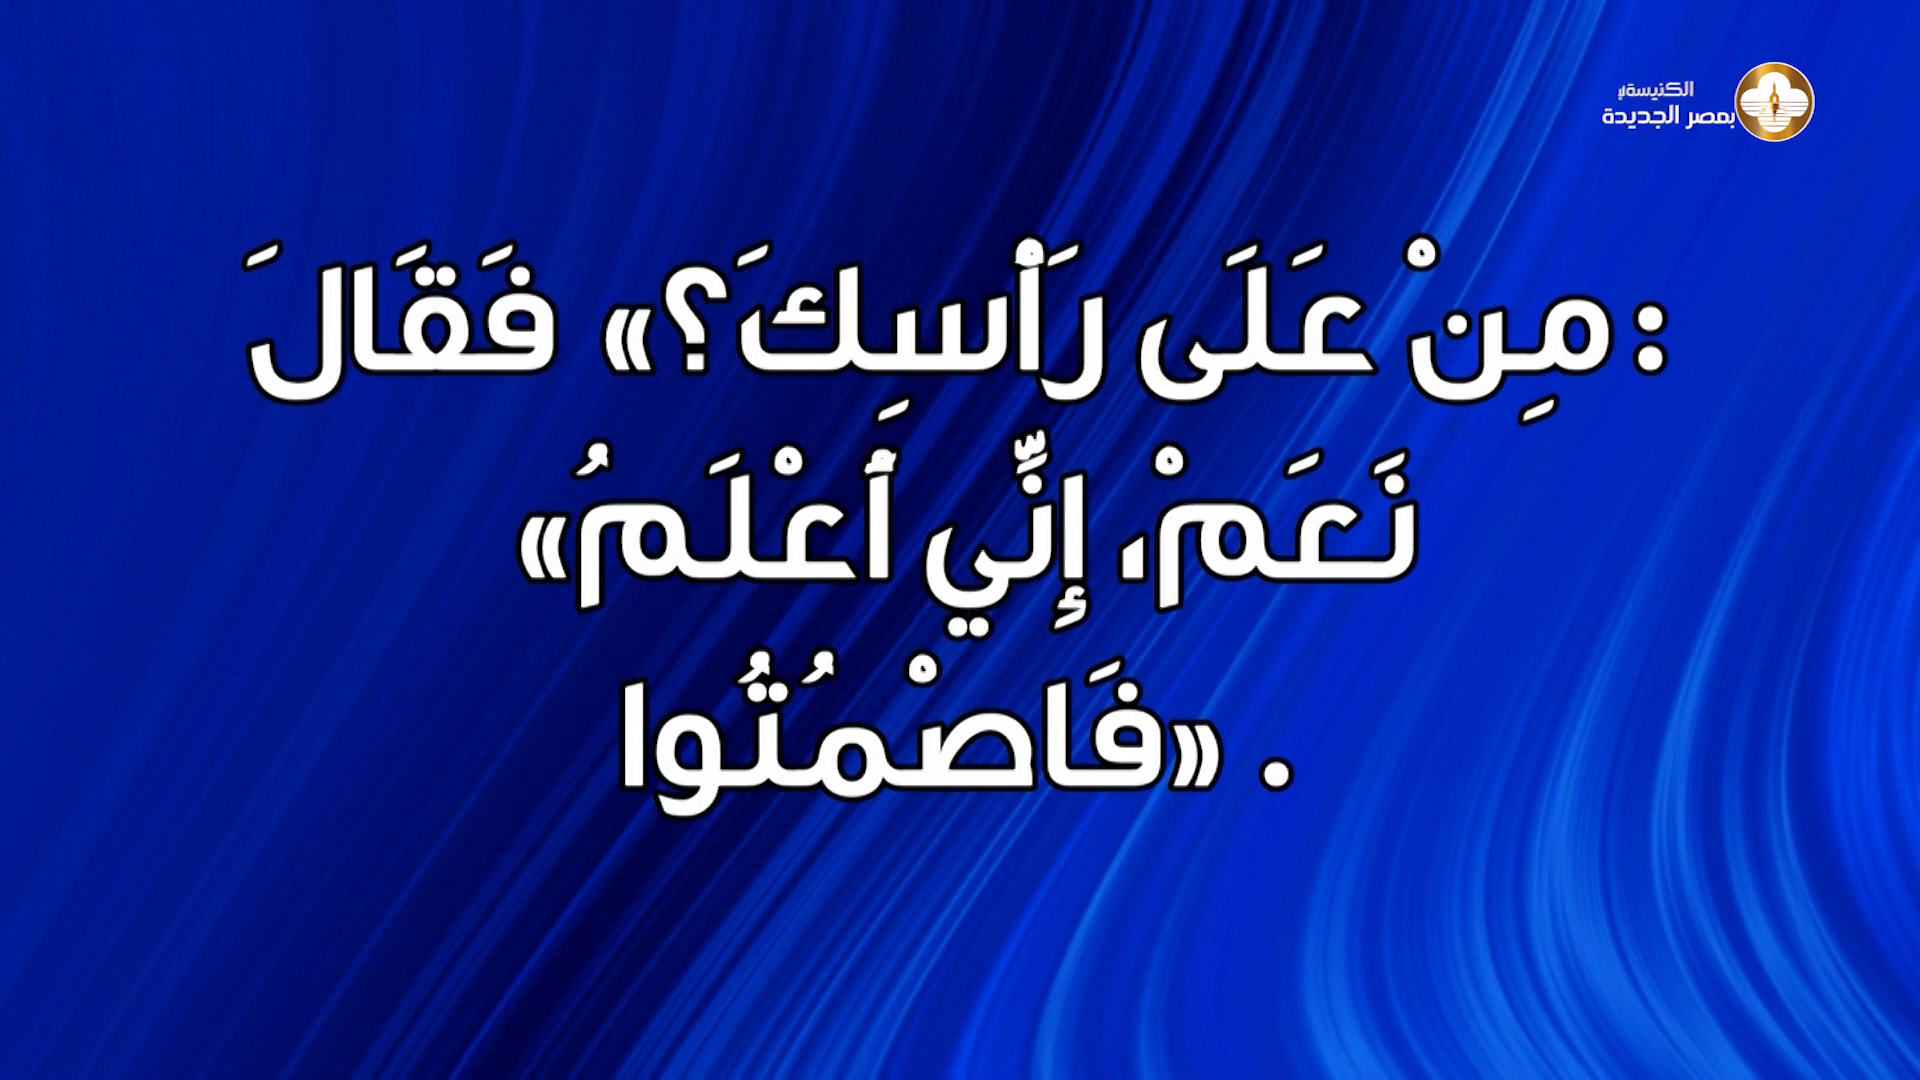 الكنيسة
بمصر الجديدة
: مِنْ عَلَى رَأْسِكَ؟» فَقَالَ
نَعَمْ، إِنِّي أَعْلَمُ»
. «فَاصْمُتُوا